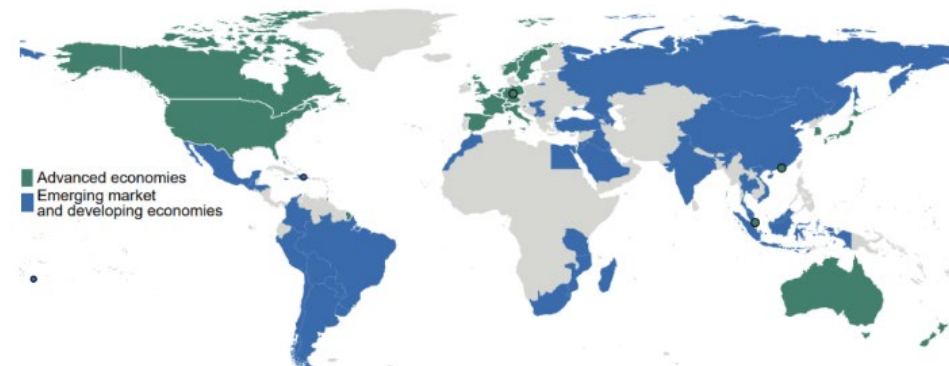 Advanced economies
Emerging market
and developing economies